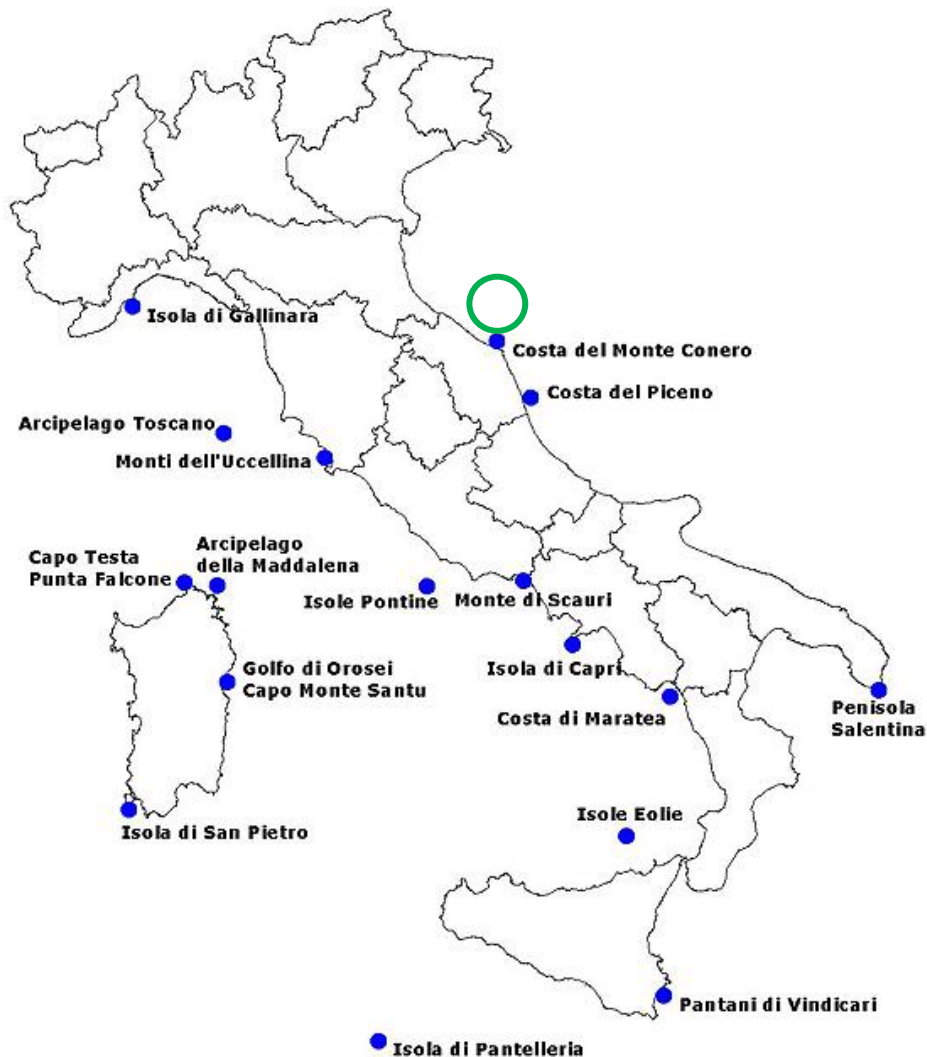 Isola di Gallinara
Costa del Monte Conero
Costa del Piceno
Arcipelago Toscano
Monti dell'Uccellina
Capo Testa
Punta Falcone
Arcipelago
della Maddalena
Isole Pontine
Monte di Scauri
Isola di Capri
Golfo di Orosei
Capo Monte Santu
Costa di Maratea
Penisola
Salentina
Isola di San Pietro
Isole Eolie
Pantani di Vindicari
Isola di Pantelleria